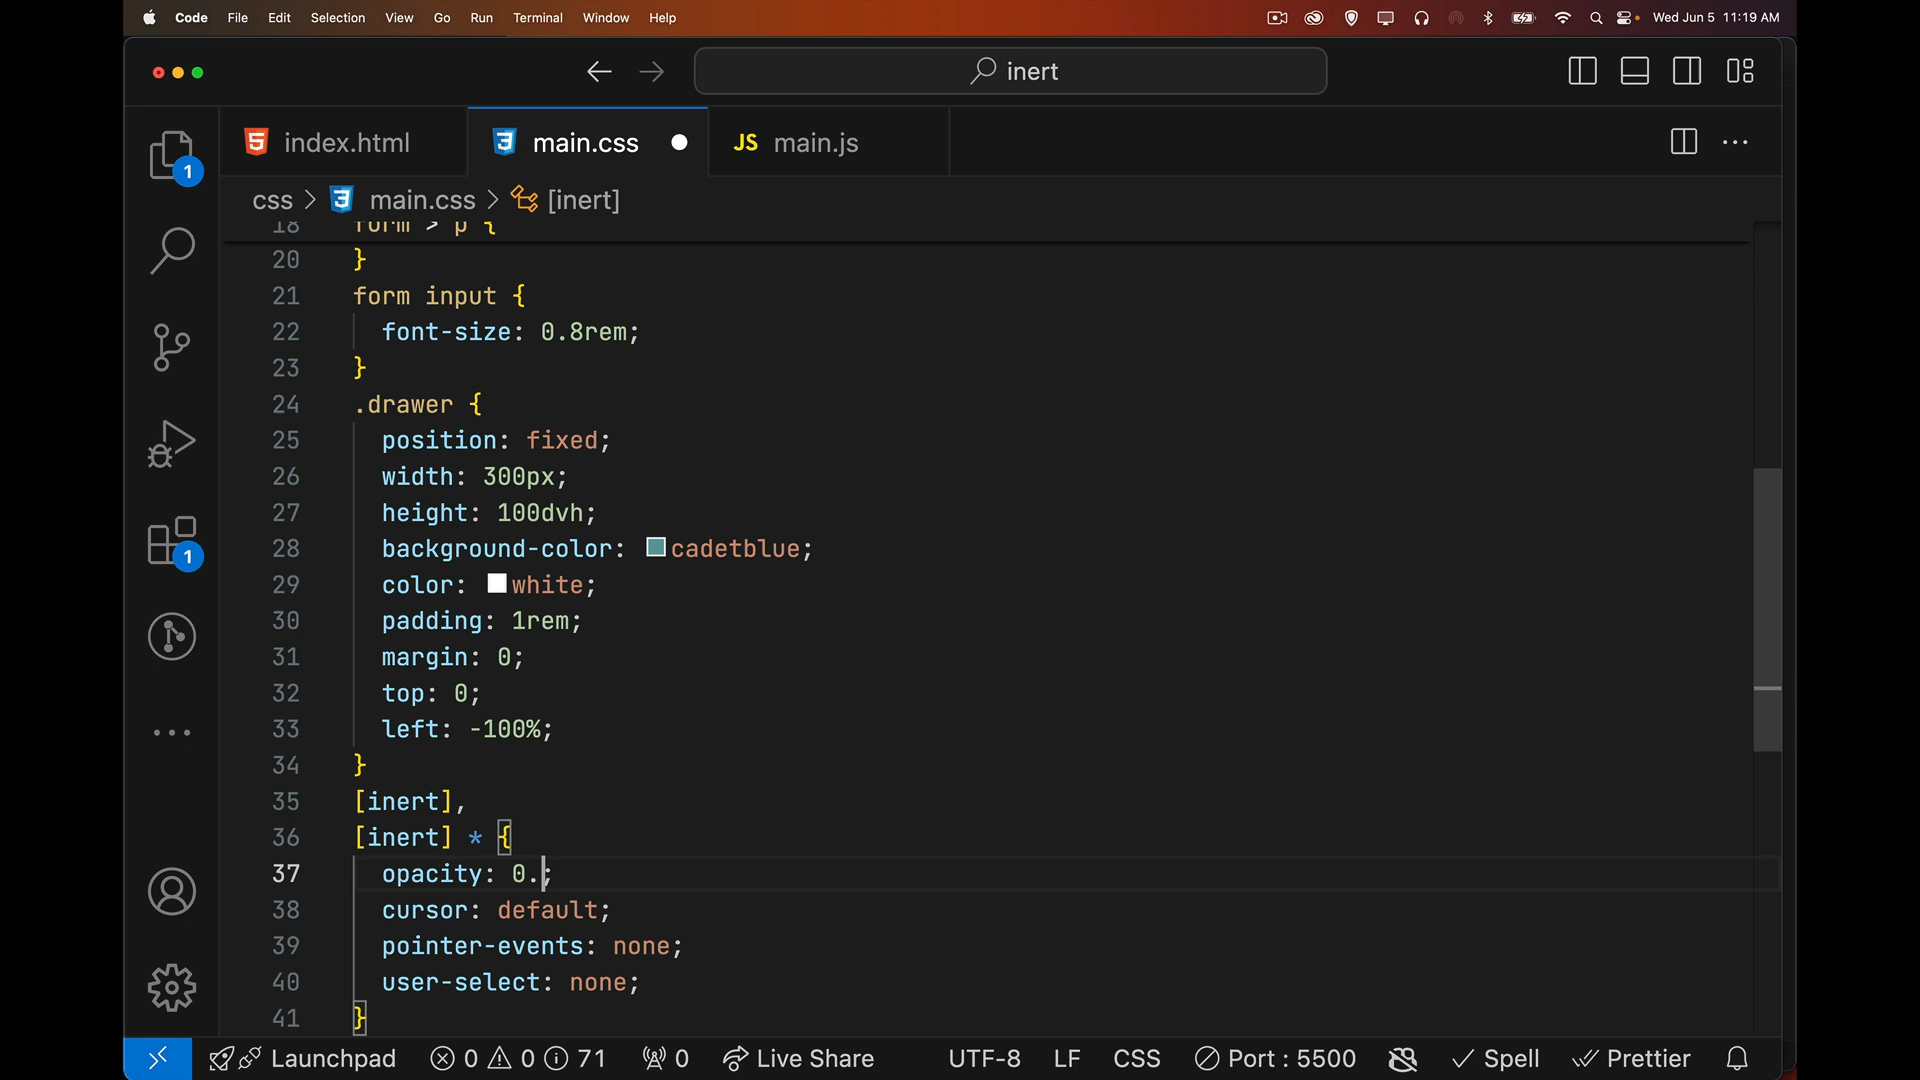 Code File Edit Selection View Go Run Terminal Window Help Wed Jun 5 11:19 AM
inert
index.html main.css JS main.js
css > main.css > [inert]
18 form > p {
20 }
21 form input {
22 font-size: 0.8rem;
23 }
24 .drawer {
25 position: fixed;
26 width: 300px;
27 height: 100dvh;
28 background-color: cadetblue;
29 color: white;
30 padding: 1rem;
31 margin: 0;
32 top: 0;
33 left: -100%;
34 }
35 [inert],
36 [inert] * {
37 opacity: 0.;
38 cursor: default;
39 pointer-events: none;
40 user-select: none;
41 }
1
1
Launchpad 0 0 71 0 Live Share UTF-8 LF CSS Port : 5500 Spell Prettier